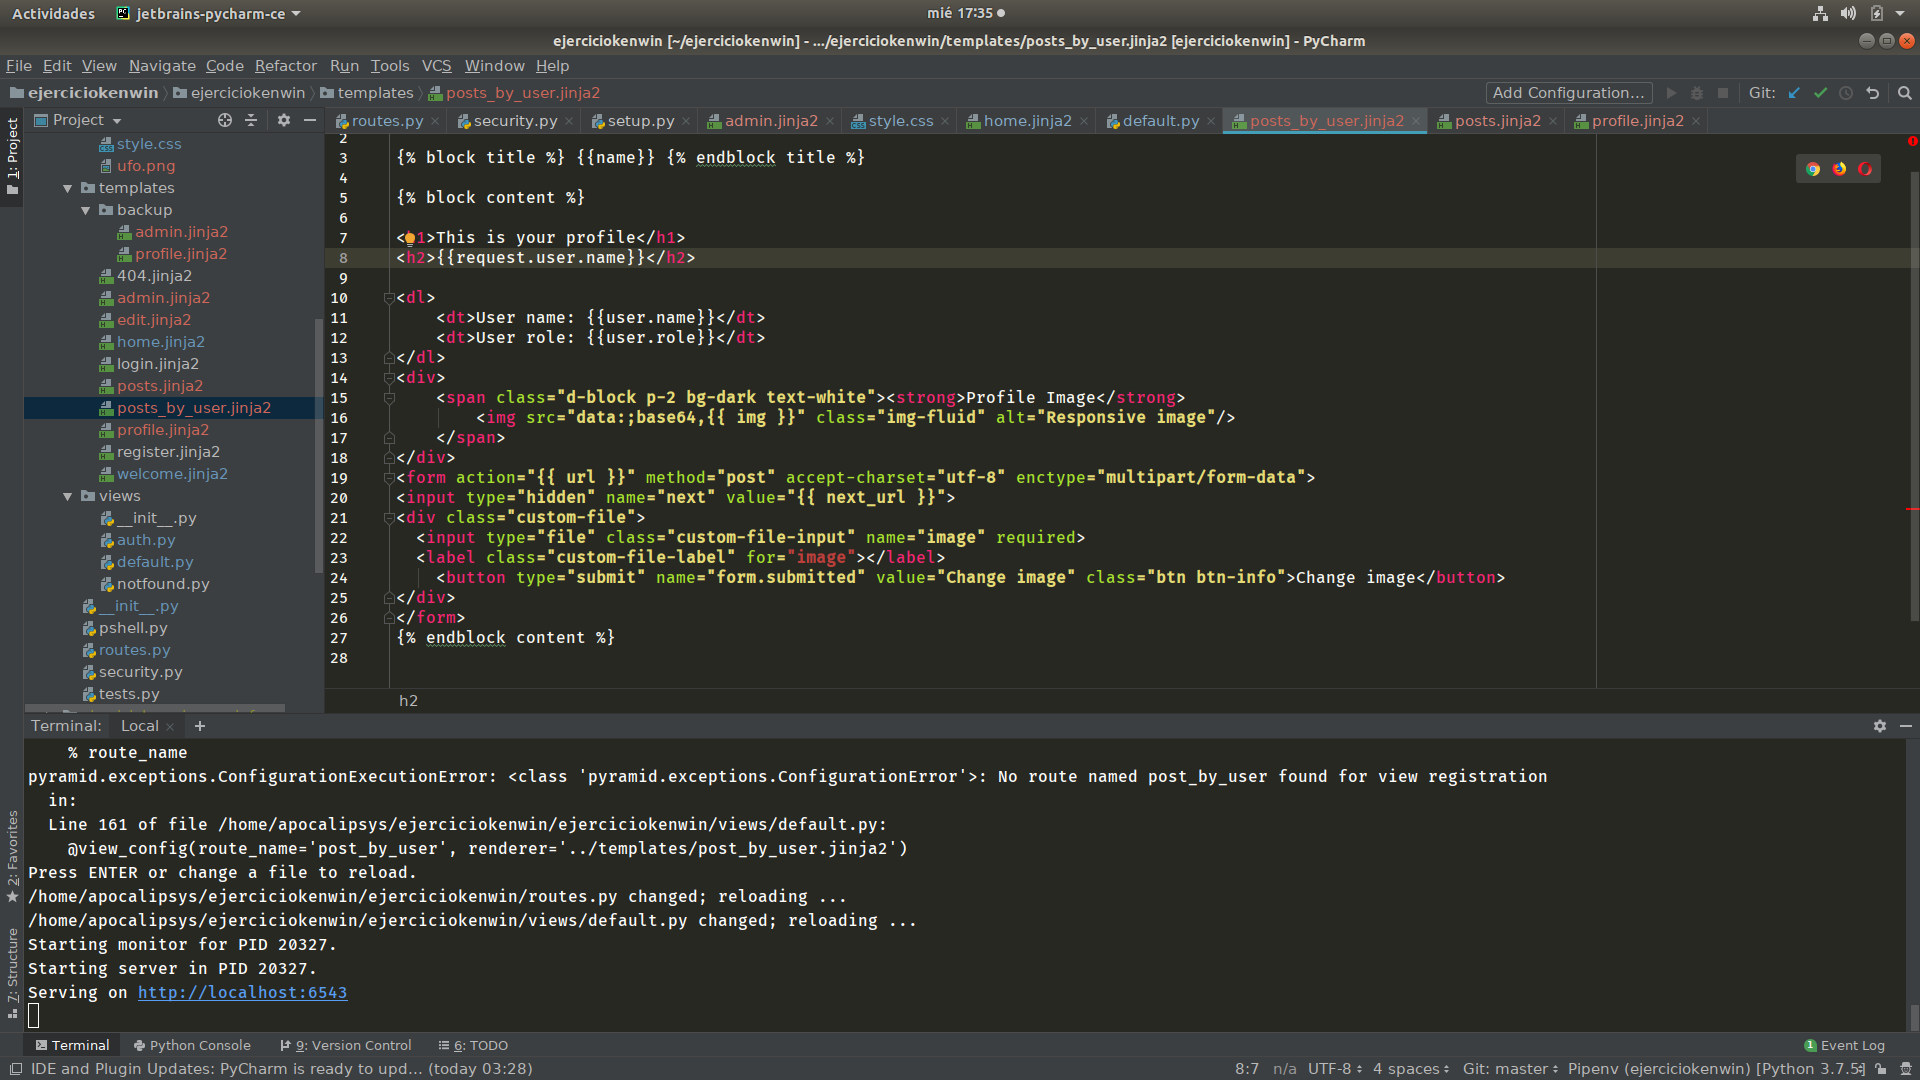 Actividades jetbrains-pycharm-ce mié 17:35
ejerciciokenwin [~/ejerciciokenwin] - .../ejerciciokenwin/templates/posts_by_user.jinja2 [ejerciciokenwin] - PyCharm
File Edit View Navigate Code Refactor Run Tools VCS Window Help
ejerciciokenwin ejerciciokenwin templates posts_by_user.jinja2 Add Configuration... Git:
1: Project
Project
routes.py security.py setup.py admin.jinja2 style.css home.jinja2 default.py posts_by_user.jinja2 posts.jinja2 profile.jinja2
style.css
ufo.png
templates
backup
admin.jinja2
profile.jinja2
404.jinja2
admin.jinja2
edit.jinja2
home.jinja2
login.jinja2
posts.jinja2
posts_by_user.jinja2
profile.jinja2
register.jinja2
welcome.jinja2
views
__init__.py
auth.py
default.py
notfound.py
__init__.py
pshell.py
routes.py
security.py
tests.py
2
3 {% block title %} {{name}} {% endblock title %}
4
5 {% block content %}
6
7 <h1>This is your profile</h1>
8 <h2>{{request.user.name}}</h2>
9
10 <dl>
11 <dt>User name: {{user.name}}</dt>
12 <dt>User role: {{user.role}}</dt>
13 </dl>
14 <div>
15 <span class="d-block p-2 bg-dark text-white"><strong>Profile Image</strong>
16 <img src="data:;base64,{{ img }}" class="img-fluid" alt="Responsive image"/>
17 </span>
18 </div>
19 <form action="{{ url }}" method="post" accept-charset="utf-8" enctype="multipart/form-data">
20 <input type="hidden" name="next" value="{{ next_url }}">
21 <div class="custom-file">
22 <input type="file" class="custom-file-input" name="image" required>
23 <label class="custom-file-label" for="image"></label>
24 <button type="submit" name="form.submitted" value="Change image" class="btn btn-info">Change image</button>
25 </div>
26 </form>
27 {% endblock content %}
28
h2
Terminal: Local +
% route_name
pyramid.exceptions.ConfigurationExecutionError: <class 'pyramid.exceptions.ConfigurationError'>: No route named post_by_user found for view registration
in:
Line 161 of file /home/apocalipsys/ejerciciokenwin/ejerciciokenwin/views/default.py:
@view_config(route_name='post_by_user', renderer='../templates/post_by_user.jinja2')
Press ENTER or change a file to reload.
/home/apocalipsys/ejerciciokenwin/ejerciciokenwin/routes.py changed; reloading ...
/home/apocalipsys/ejerciciokenwin/ejerciciokenwin/views/default.py changed; reloading ...
Starting monitor for PID 20327.
Starting server in PID 20327.
Serving on http://localhost:6543
2: Favorites
7: Structure
Terminal Python Console 9: Version Control 6: TODO 1 Event Log
IDE and Plugin Updates: PyCharm is ready to upd... (today 03:28) 8:7 n/a UTF-8 4 spaces Git: master Pipenv (ejerciciokenwin) [Python 3.7.5]